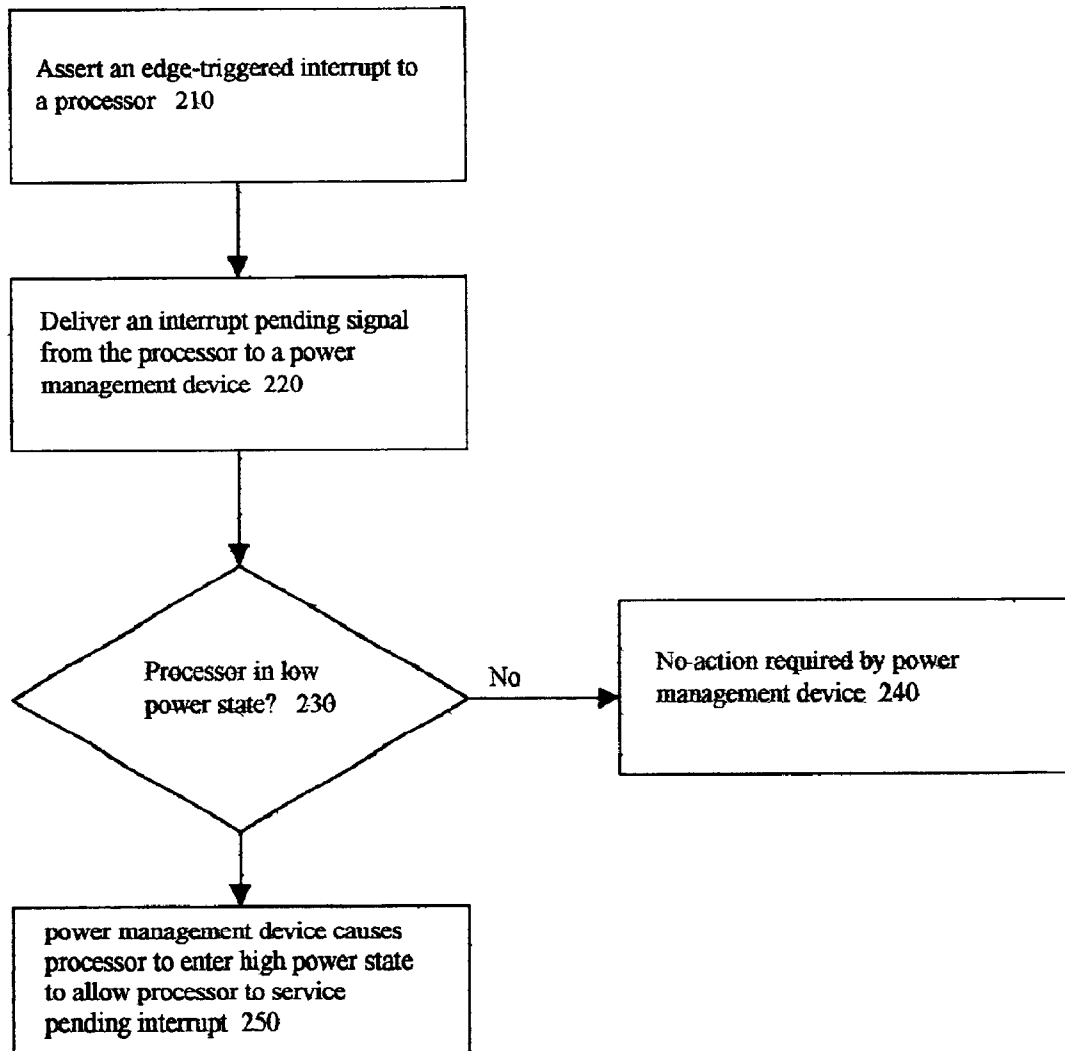 Assert an edge-triggered interrupt to
a processor 210
Deliver an interrupt pending signal
from the processor to a power
management device 220
Processor in low
power state? 230
No
No action required by power
management device 240
power management device causes
processor to enter high power state
to allow processor to service
pending interrupt 250